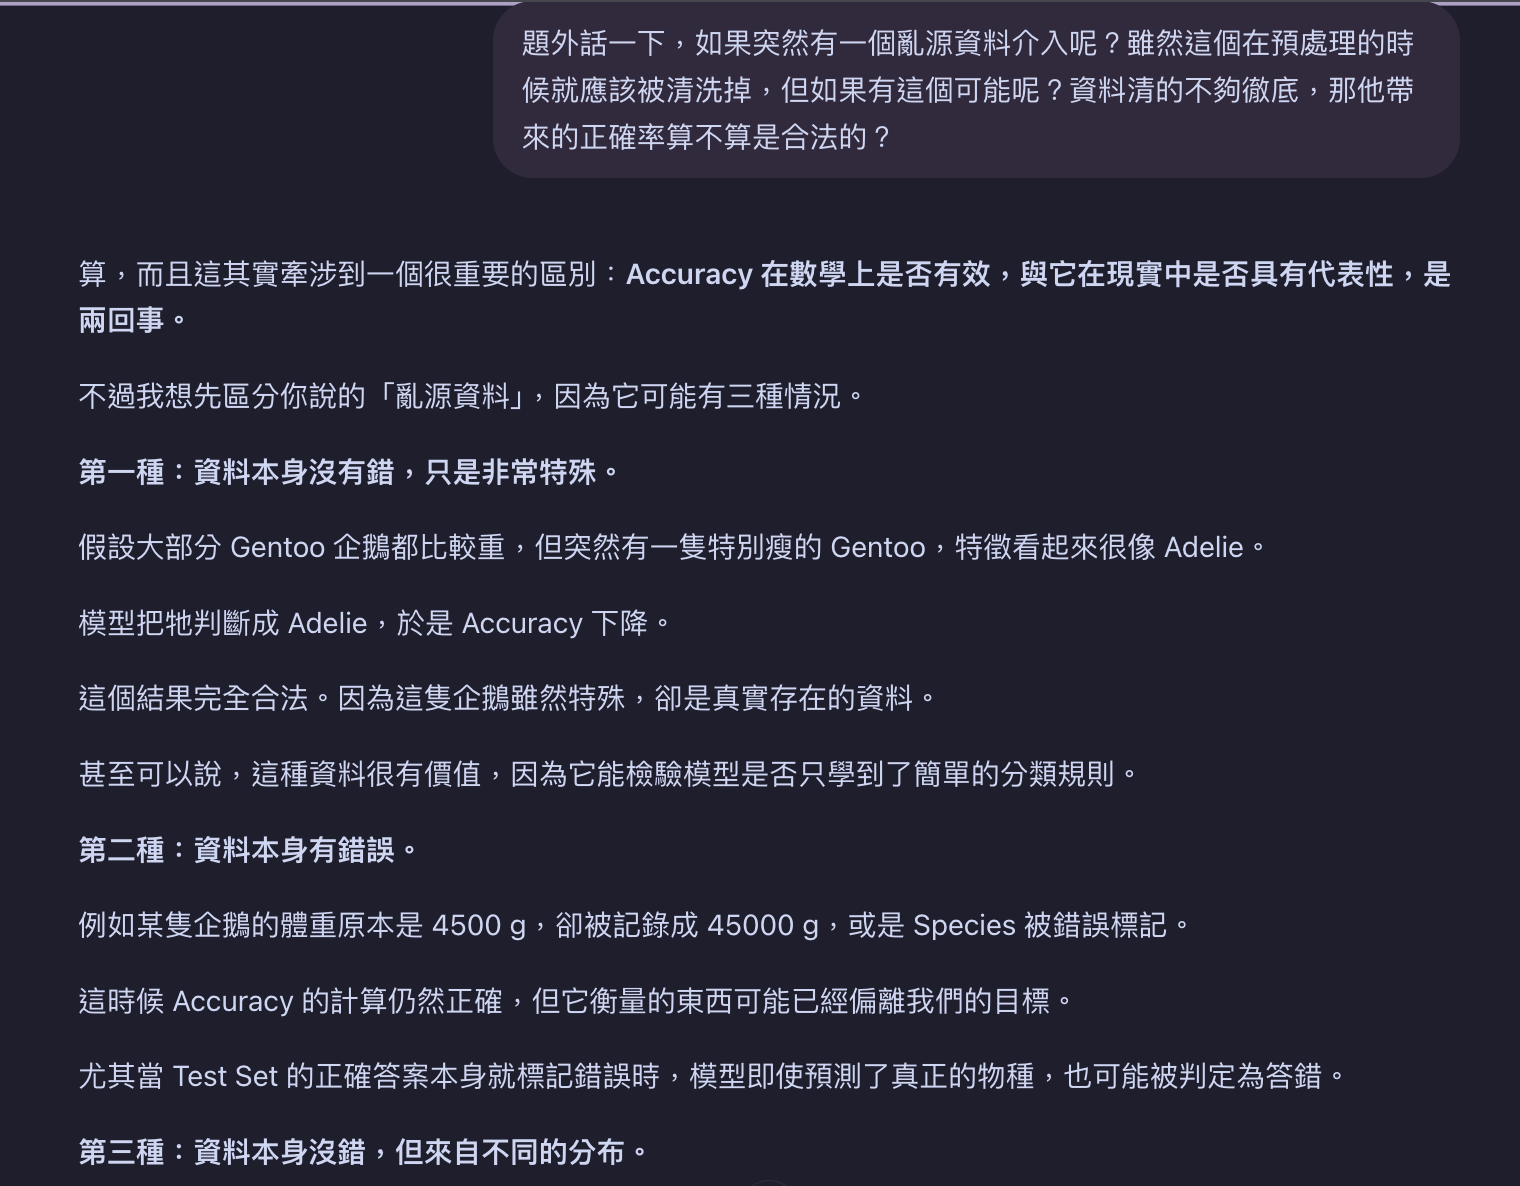 題外話一下，如果突然有一個亂源資料介入呢？雖然這個在預處理的時
候就應該被清洗掉，但如果有這個可能呢？資料清的不夠徹底，那他帶
來的正確率算不算是合法的？
算，而且這其實牽涉到一個很重要的區別：Accuracy 在數學上是否有效，與它在現實中是否具有代表性，是
兩回事。
不過我想先區分你說的「亂源資料」，因為它可能有三種情況。
第一種：資料本身沒有錯，只是非常特殊。
假設大部分 Gentoo 企鵝都比較重，但突然有一隻特別瘦的 Gentoo，特徵看起來很像 Adelie。
模型把牠判斷成 Adelie，於是 Accuracy 下降。
這個結果完全合法。因為這隻企鵝雖然特殊，卻是真實存在的資料。
甚至可以說，這種資料很有價值，因為它能檢驗模型是否只學到了簡單的分類規則。
第二種：資料本身有錯誤。
例如某隻企鵝的體重原本是 4500 g，卻被記錄成 45000 g，或是 Species 被錯誤標記。
這時候 Accuracy 的計算仍然正確，但它衡量的東西可能已經偏離我們的目標。
尤其當 Test Set 的正確答案本身就標記錯誤時，模型即使預測了真正的物種，也可能被判定為答錯。
第三種：資料本身沒錯，但來自不同的分布。